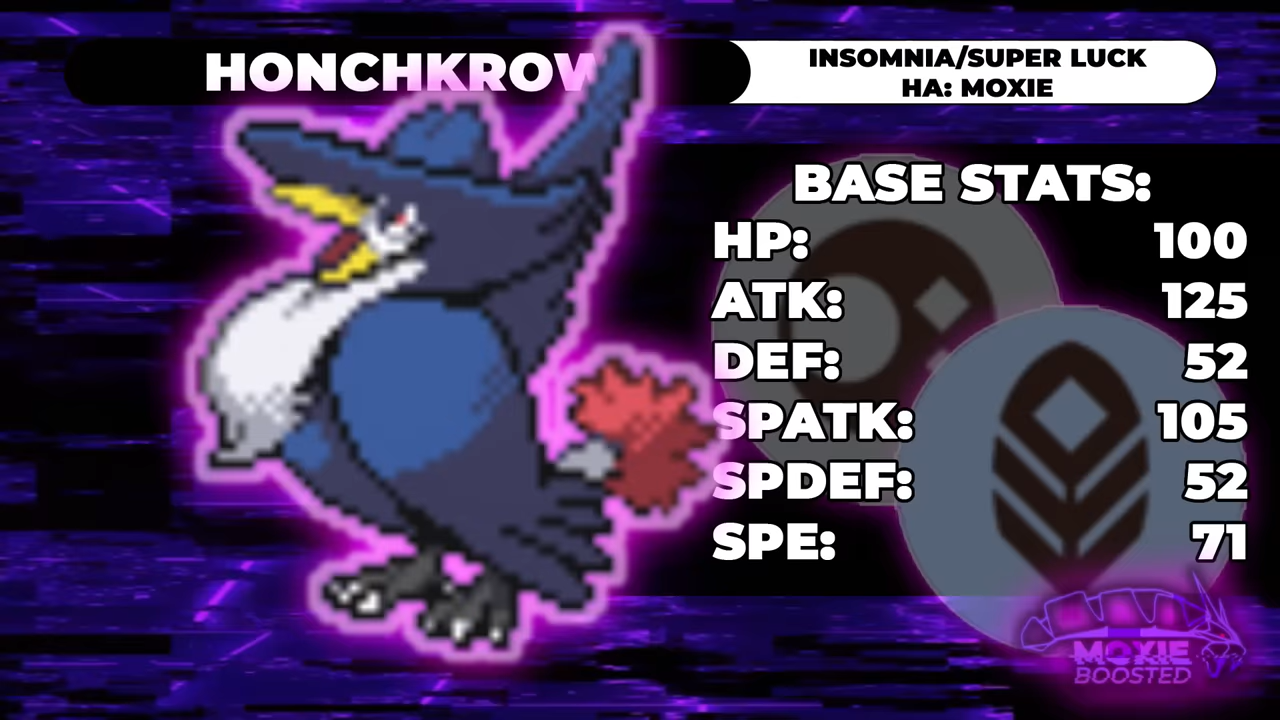 HONCHKROW
INSOMNIA/SUPER LUCK
HA: MOXIE
BASE STATS:
HP: 100
ATK: 125
DEF: 52
SPATK: 105
SPDEF: 52
SPE: 71
MOXIE
BOOSTED